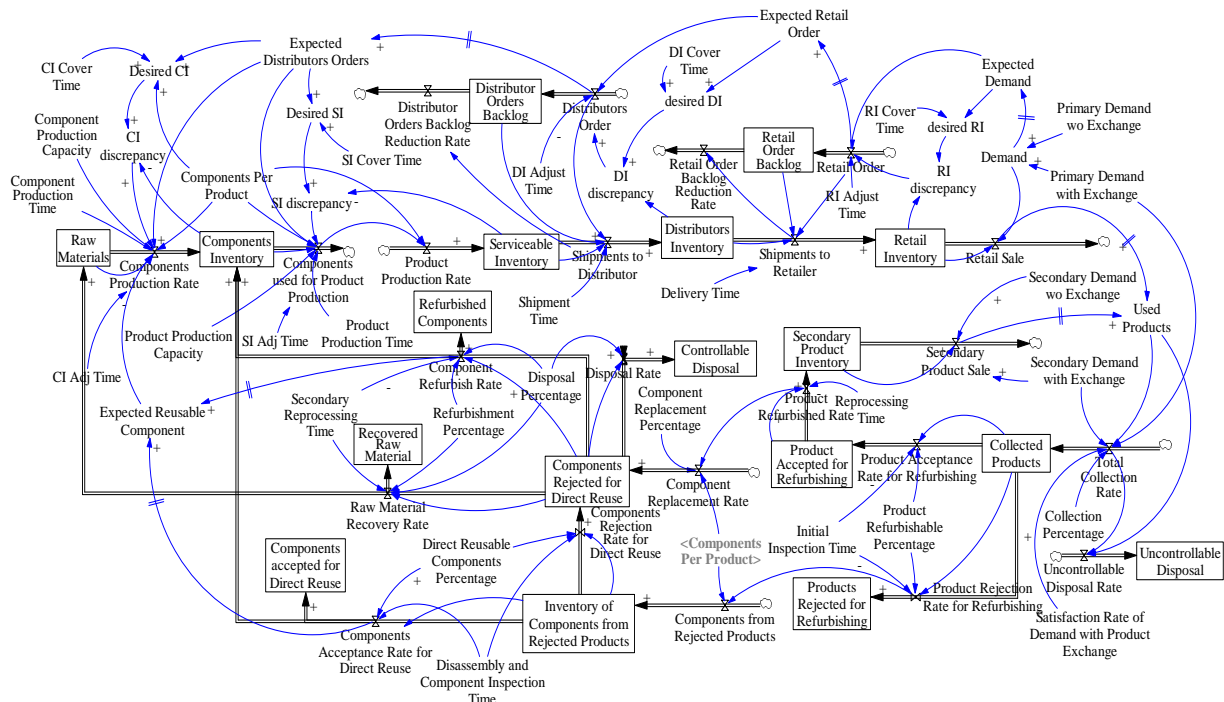 Expected Retail
Order
Expected
Distributors Orders
CI Cover
Time
Desired CI
DI Cover
Time
Expected
Demand
Distributor
Orders
Backlog
Distributors
Order
desired DI
Distributor
Orders Backlog
Reduction Rate
Desired SI
RI Cover
Time
desired RI
Primary Demand
wo Exchange
Component
Production
Capacity
CI
discrepancy
SI Cover Time
Retail
Order
Backlog
Retail Order
Retail Order
Backlog
Reduction
Rate
Demand
Primary Demand
with Exchange
Component
Production
Time
Components Per
Product
SI discrepancy
DI Adjust
Time
DI
discrepancy
RI Adjust
Time
RI
discrepancy
Raw
Materials
Components
Production Rate
Components
Inventory
Components
used for Product
Production
Product
Production Rate
Serviceable
Inventory
Shipments to
Distributor
Distributors
Inventory
Shipments to
Retailer
Retail
Inventory
Retail Sale
Delivery Time
Shipment
Time
Secondary Demand
wo Exchange
Used
Products
Product Production
Capacity
SI Adj Time
Product
Production Time
Refurbished
Components
CI Adj Time
Component
Refurbish Rate
Disposal Rate
Controllable
Disposal
Secondary
Product
Inventory
Secondary
Product Sale
Secondary Demand
with Exchange
Disposal
Percentage
Component
Replacement
Percentage
Product
Refurbished Rate
Reprocessing
Time
Expected Reusable
Component
Secondary
Reprocessing
Time
Refurbishment
Percentage
Recovered
Raw
Material
Raw Material
Recovery Rate
Components
Rejected for
Direct Reuse
Component
Replacement Rate
Product
Accepted for
Refurbishing
Product Acceptance
Rate for Refurbishing
Collected
Products
Total
Collection
Rate
Components
Rejection
Rate for
Direct Reuse
Direct Reusable
Components
Percentage
<Components
Per Product>
Initial
Inspection Time
Product
Refurbishable
Percentage
Collection
Percentage
Components
accepted for
Direct Reuse
Uncontrollable
Disposal Rate
Uncontrollable
Disposal
Components
Acceptance Rate for
Direct Reuse
Inventory of
Components from
Rejected Products
Components from
Rejected Products
Products
Rejected for
Refurbishing
Product Rejection
Rate for Refurbishing
Satisfaction Rate of
Demand with Product
Exchange
Disassembly and
Component Inspection
Time